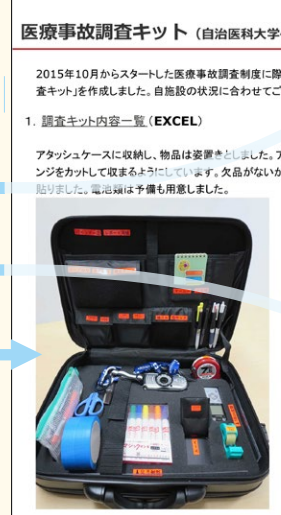 医療事故調査キット（自治医科大学
2015年10月からスタートした医療事故調査制度に際
査キット」を作成しました。自施設の状況に合わせてご
1. 調査キット内容一覧（EXCEL）
アタッシュケースに収納し、物品は姿置きとしました。ア
ンジをカットして収まるようにしています。欠品がないか
貼りました。電池類は予備も用意しました。